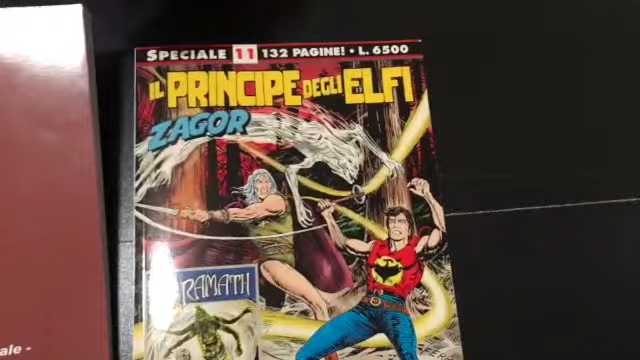 SPECIALE 11 132 PAGINE! • L. 6500
IL PRINCIPE DEGLI ELFI
ZAGOR
RAMATH
ale -